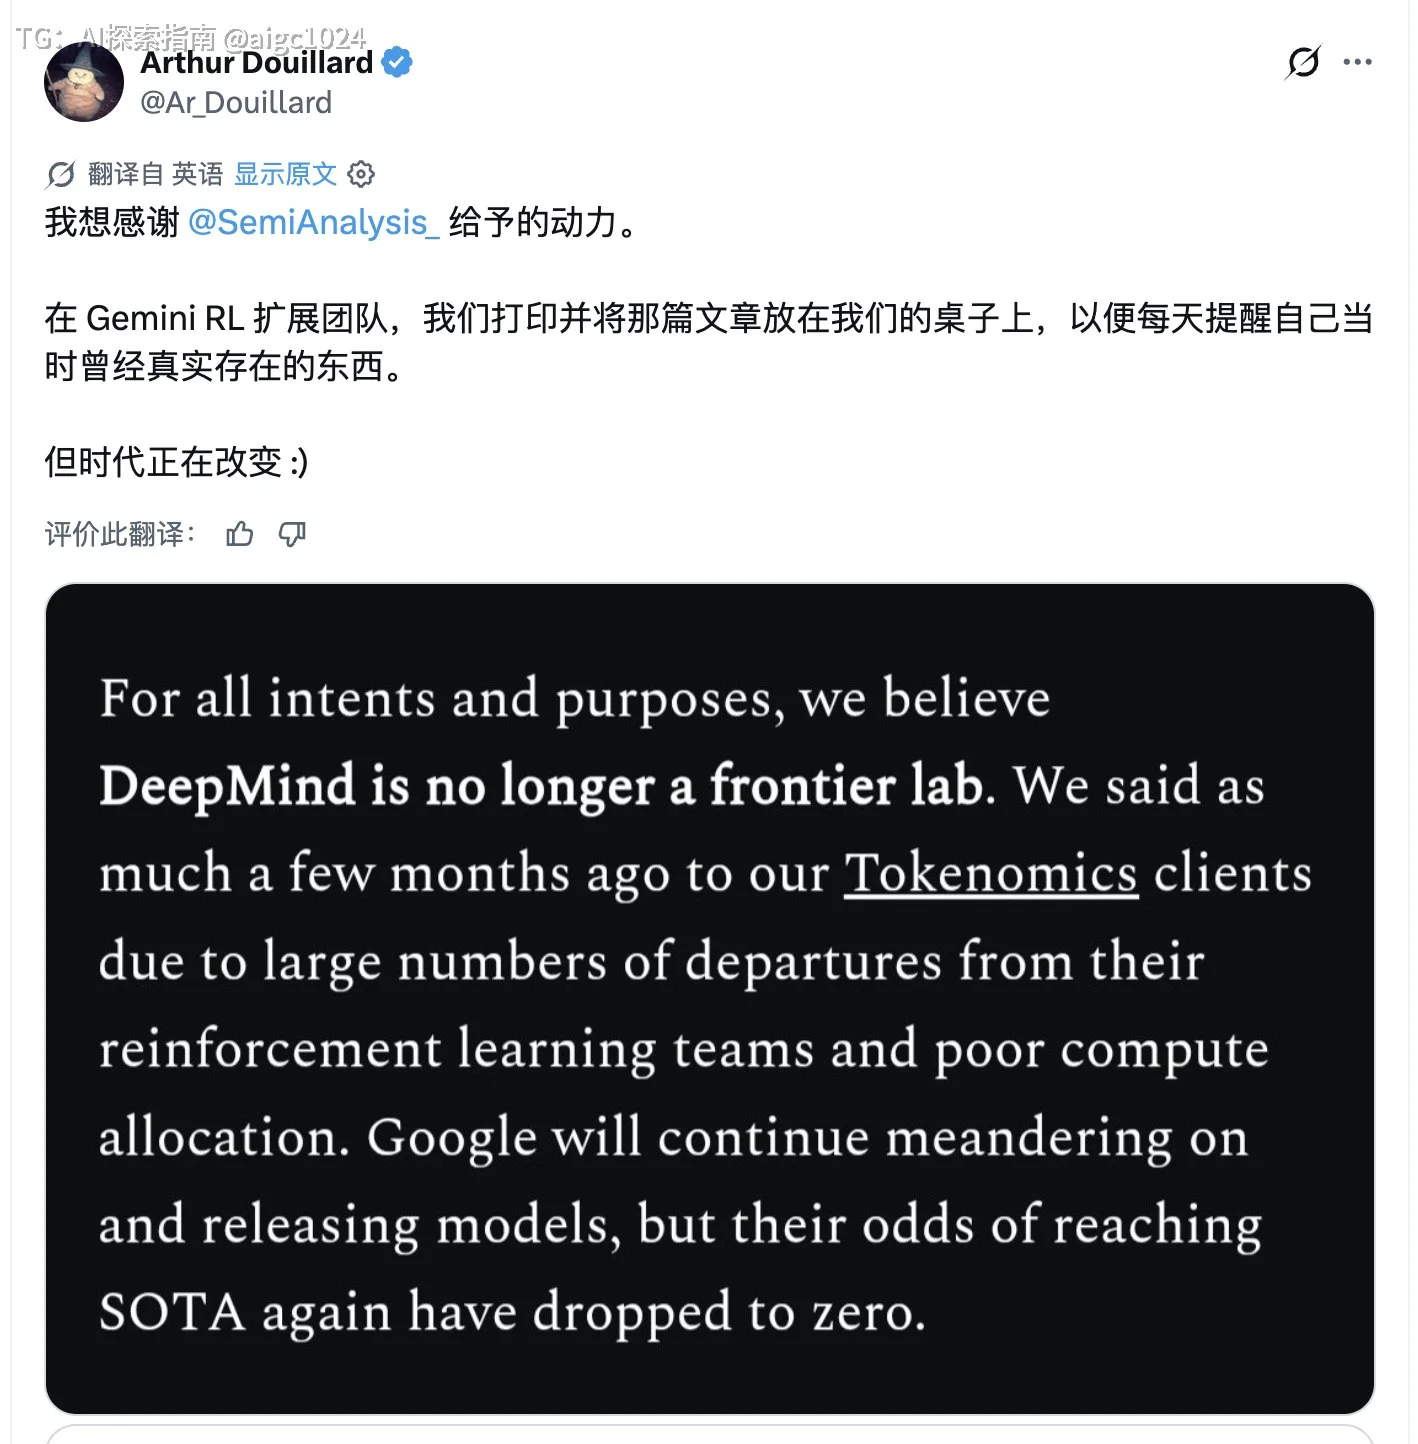 TG: AI探索指南 @aigc1024
Arthur Douillard
@Ar_Douillard
翻译自 英语 显示原文
我想感谢 @SemiAnalysis_ 给予的动力。
在 Gemini RL 扩展团队，我们打印并将那篇文章放在我们的桌子上，以便每天提醒自己当
时曾经真实存在的东西。
但时代正在改变 :)
评价此翻译：
For all intents and purposes, we believe
DeepMind is no longer a frontier lab. We said as
much a few months ago to our Tokenomics clients
due to large numbers of departures from their
reinforcement learning teams and poor compute
allocation. Google will continue meandering on
and releasing models, but their odds of reaching
SOTA again have dropped to zero.